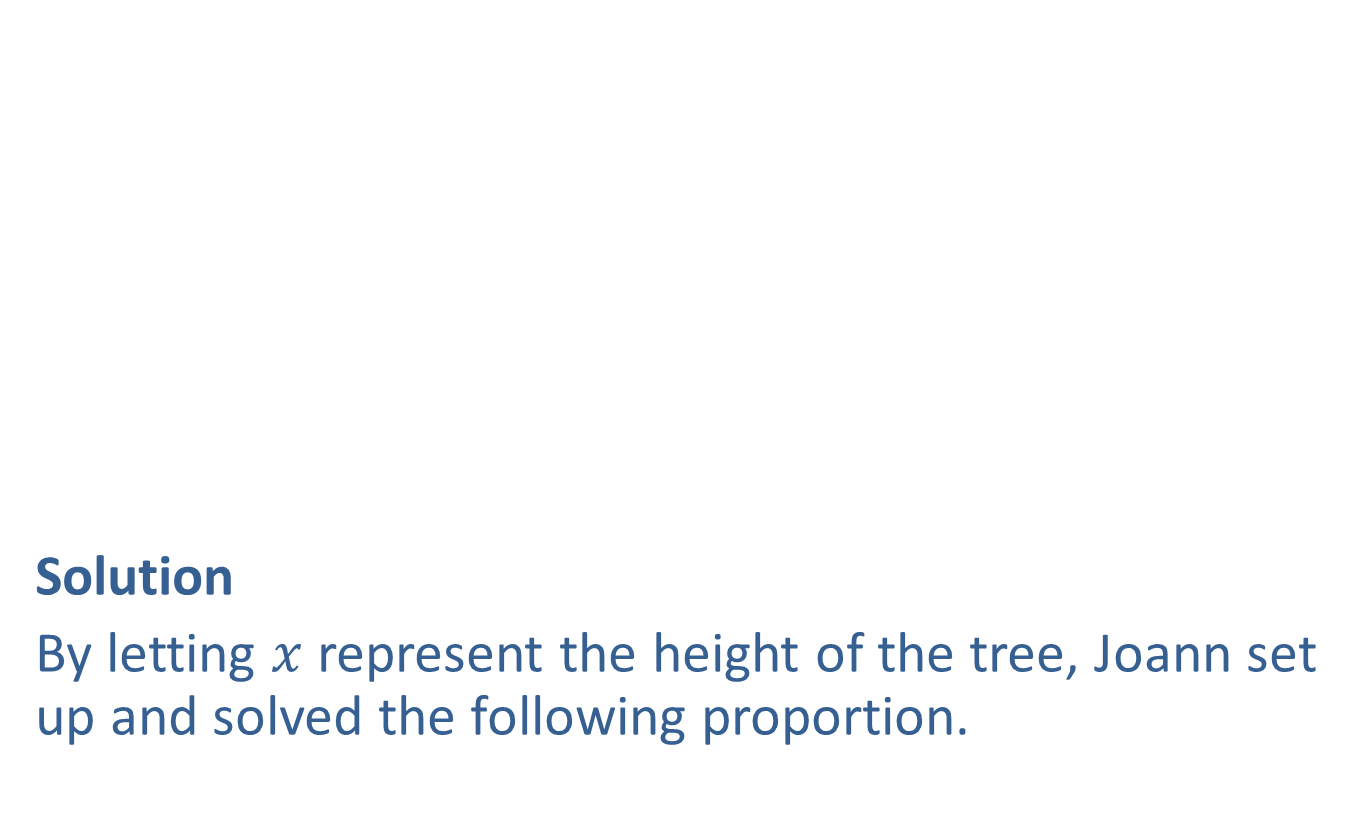 Solution
By letting 𝑥 represent the height of the tree, Joann set
up and solved the following proportion.